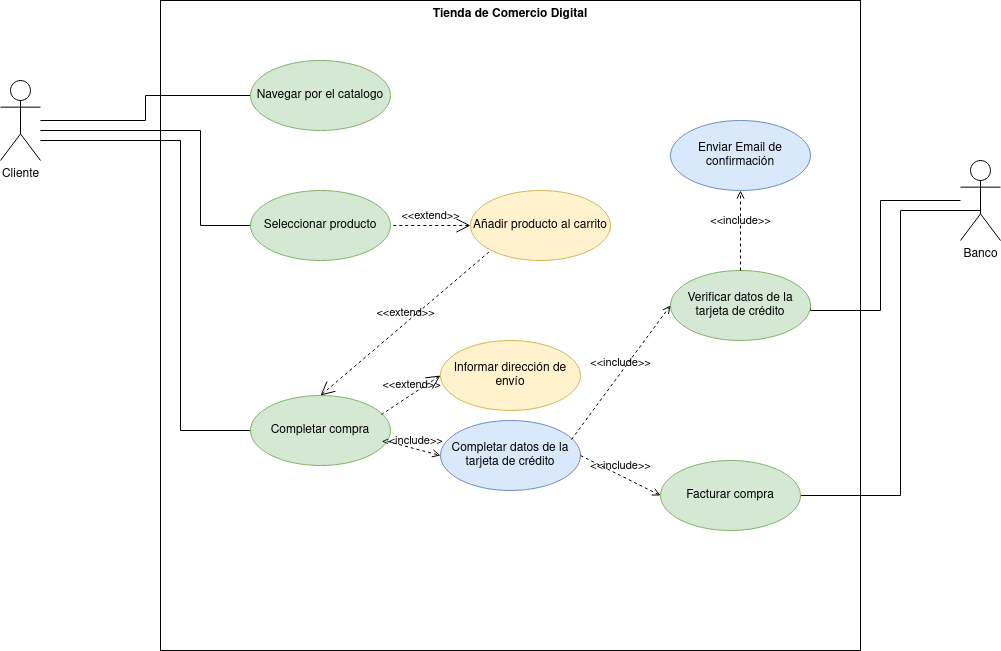 Tienda de Comercio Digital
Navegar por el catalogo
Cliente
Enviar Email de
confirmación
Seleccionar producto
<<extend>>
Añadir producto al carrito
<<include>>
Banco
Verificar datos de la
tarjeta de crédito
<<extend>>
<<include>>
Informar dirección de
envío
<<extend>>
Completar compra
<<include>>
Completar datos de la
tarjeta de crédito
<<include>>
Facturar compra